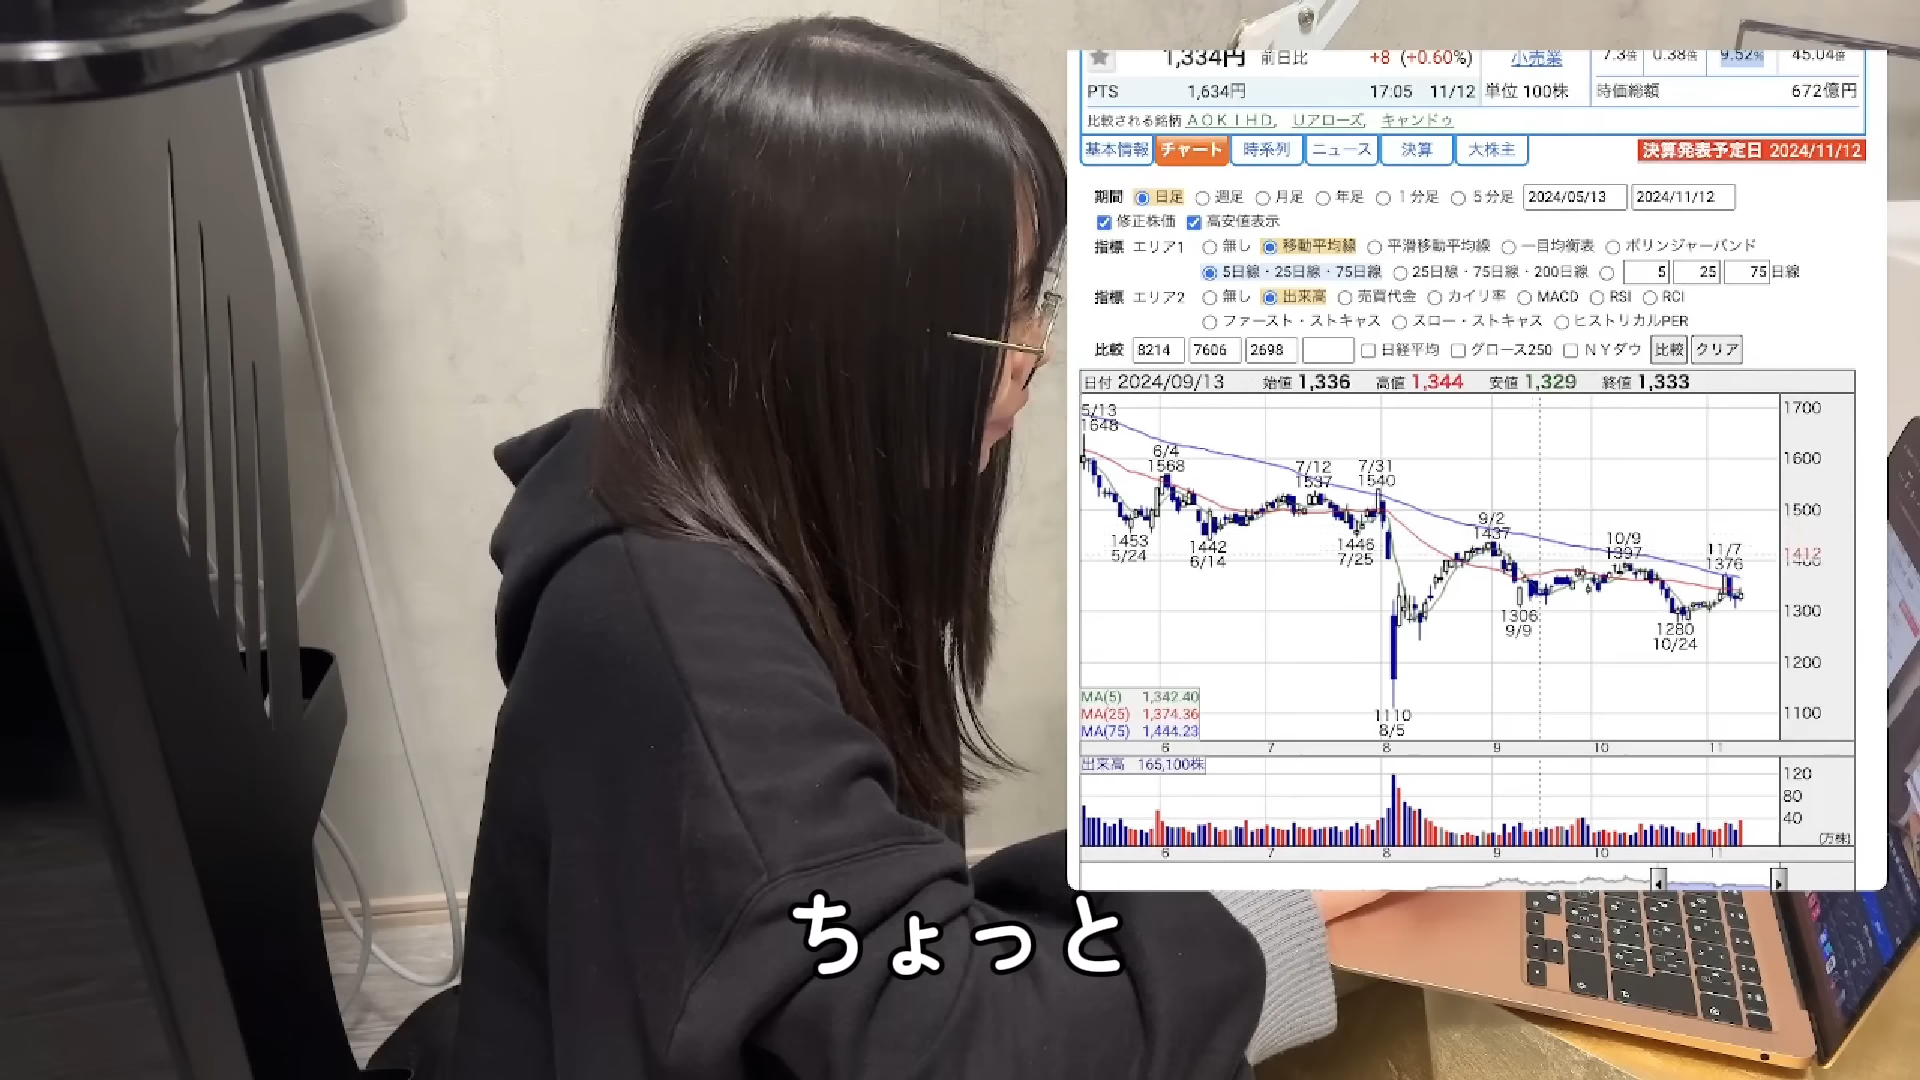 1,334円 前日比 +8 (+0.60%) 小売業 7.3倍 0.38倍 9.52% 45.04倍
PTS 1,634円 17:05 11/12 単位 100株 時価総額 672億円
比較される銘柄 AOKIHD, Uアローズ, キャンドゥ
基本情報 チャート 時系列 ニュース 決算 大株主 決算発表予定日 2024/11/12
期間 日足 週足 月足 年足 1分足 5分足 2024/05/13 2024/11/12
修正株価 高安値表示
指標 エリア1 無し 移動平均線 平滑移動平均線 一目均衡表 ボリンジャーバンド
5日線・25日線・75日線 25日線・75日線・200日線 5 25 75 日線
指標 エリア2 無し 出来高 売買代金 カイリ率 MACD RSI RCI
ファースト・ストキャス スロー・ストキャス ヒストリカルPER
比較 8214 7606 2698 日経平均 グロース250 NYダウ 比較 クリア
日付 2024/09/13 始値 1,336 高値 1,344 安値 1,329 終値 1,333
5/13
1648
6/4
1568
7/12
1537
7/31
1540
9/2
1437
10/9
1397
11/7
1376
1453
5/24
1442
6/14
1446
7/25
1306
9/9
1280
10/24
1110
8/5
1700
1600
1500
1412
1300
1200
1100
MA(5) 1,342.40
MA(25) 1,374.36
MA(75) 1,444.23
6 7 8 9 10 11
出来高 165,100株
120
80
40
(万株)
6 7 8 9 10 11
ちょっと